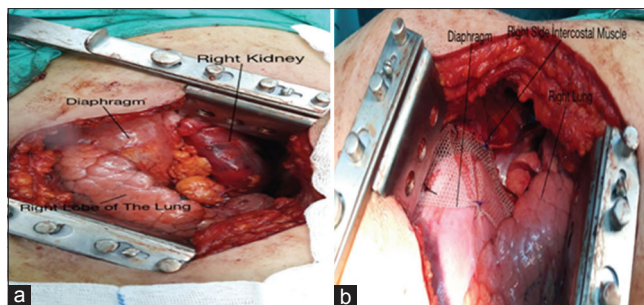 Right Kidney
Diaphragm
Right Lobe of The Lung
a
Diaphragm
Right Side Intercostal Muscle
Right Lung
b